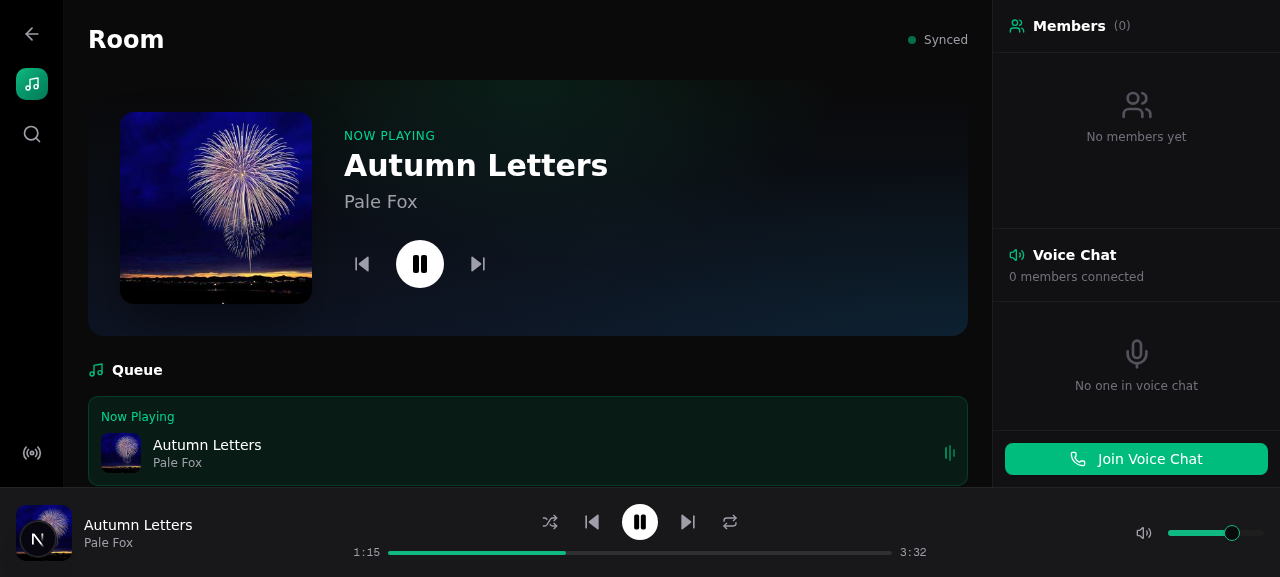 Room
Synced
NOW PLAYING
Autumn Letters
Pale Fox
Queue
Now Playing
Autumn Letters
Pale Fox
Members (0)
No members yet
Voice Chat
0 members connected
No one in voice chat
Join Voice Chat
N
Autumn Letters
Pale Fox
1:15
3:32